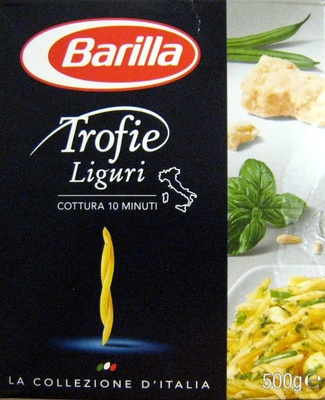 Barilla
Trofie
Liguri
COTTURA 10 MINUTI
LA COLLEZIONE D'ITALIA
500g℮